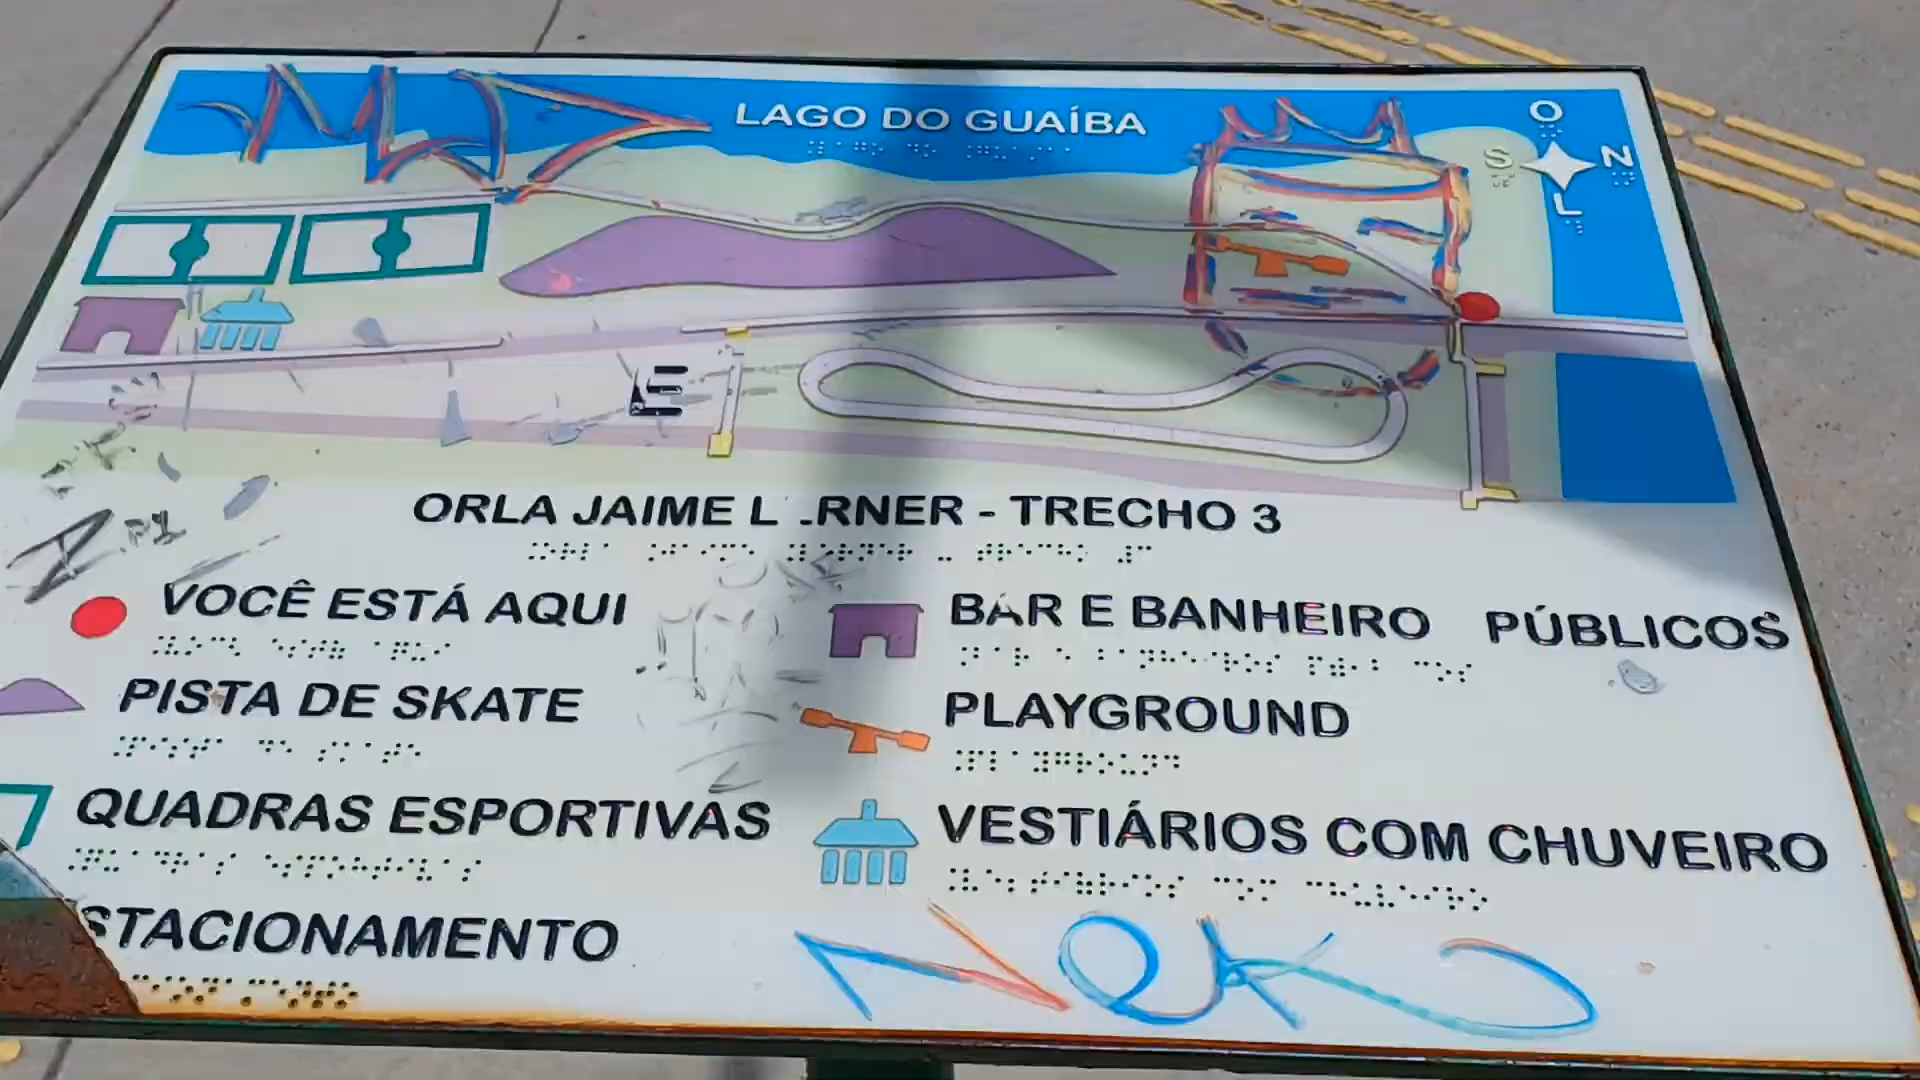 LAGO DO GUAÍBA
O
S N
L
E
ORLA JAIME L RNER - TRECHO 3
VOCÊ ESTÁ AQUI
BAR E BANHEIRO PÚBLICOS
PISTA DE SKATE
PLAYGROUND
QUADRAS ESPORTIVAS
VESTIÁRIOS COM CHUVEIRO
STACIONAMENTO
NeKO